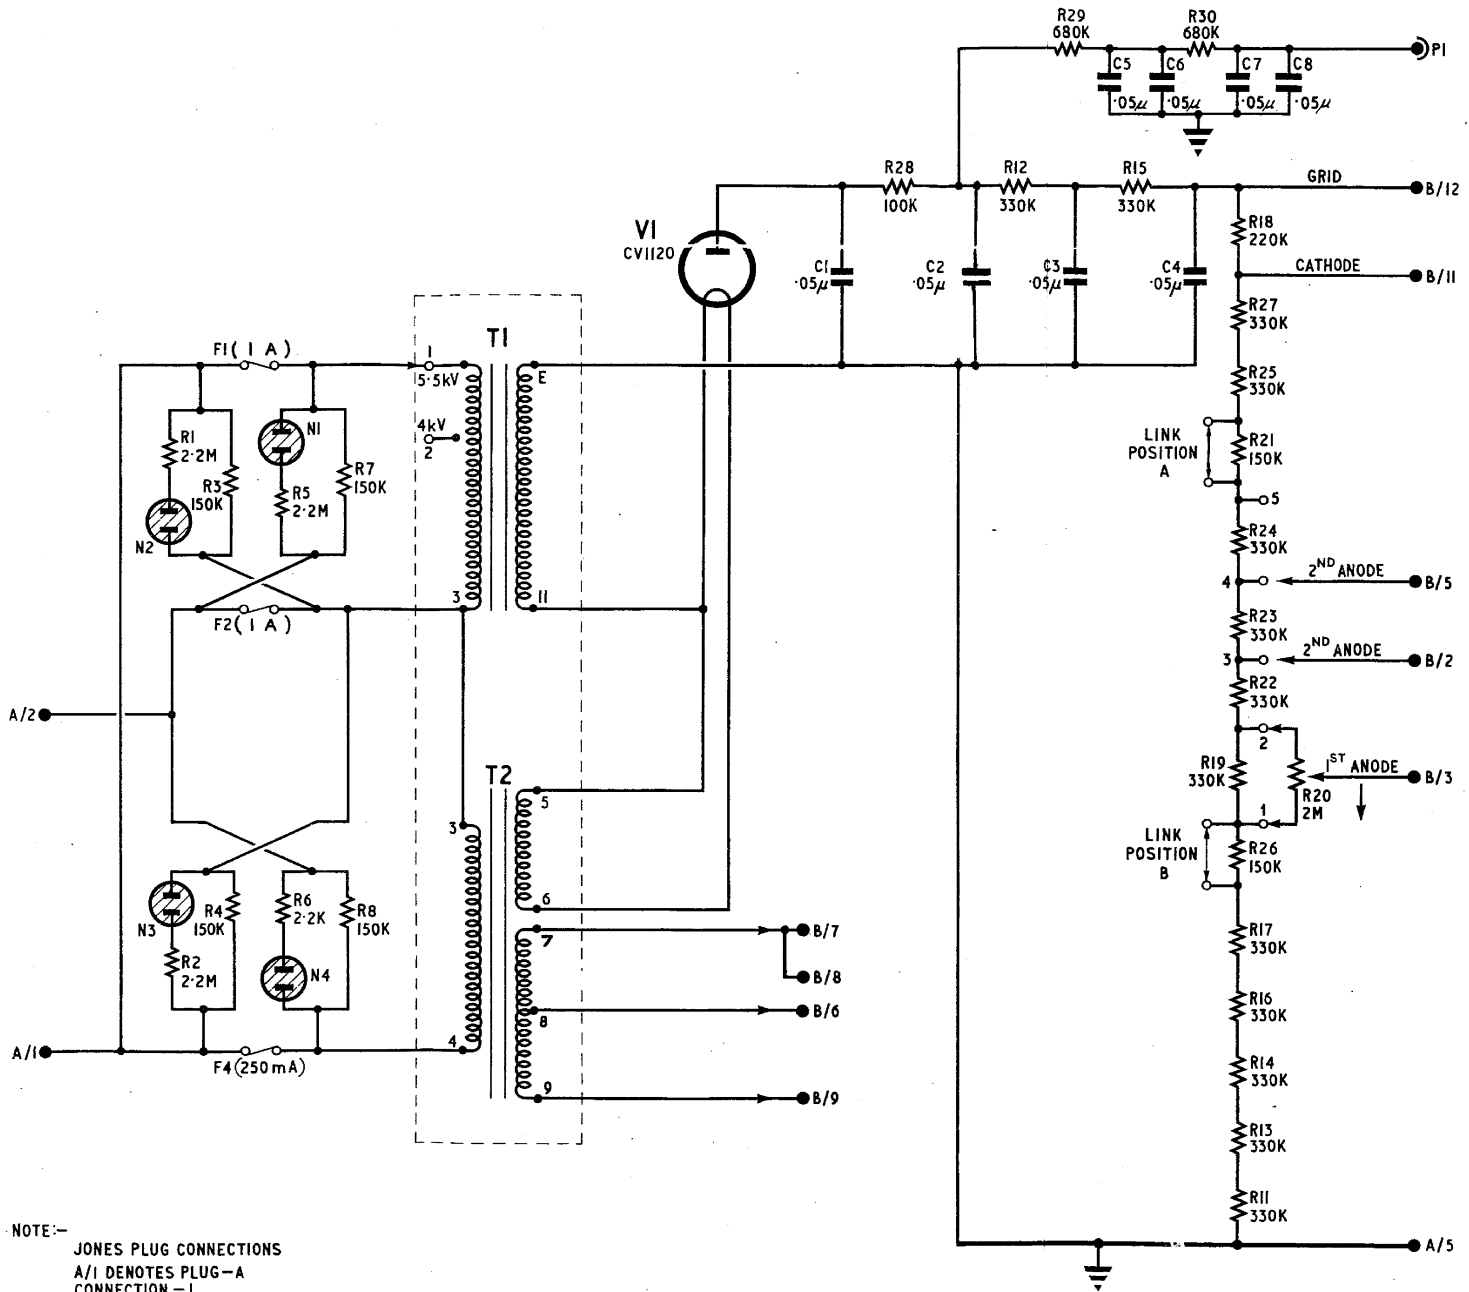 R29
680K
R30
680K
P1
C5
C6
C7
C8
·05µ
·05µ
·05µ
·05µ
R28
100K
R12
330K
R15
330K
GRID
B/12
V1
CV1120
R18
220K
C1
·05µ
C2
·05µ
C3
·05µ
C4
·05µ
CATHODE
B/11
R27
330K
F1(1 A)
1
5·5kV
T1
E
R25
330K
4kV
2
R1
2·2M
R3
150K
N1
R5
2·2M
R7
150K
N2
LINK
POSITION
A
R21
150K
5
R24
330K
4
2ND ANODE
B/5
3
11
F2(1 A)
R23
330K
3
2ND ANODE
B/2
R22
330K
A/2
2
R19
330K
1ST ANODE
B/3
R20
2M
1
T2
5
3
LINK
POSITION
B
R26
150K
6
N3
R4
150K
R6
2·2K
R8
150K
R2
2·2M
N4
7
B/7
B/8
R17
330K
8
B/6
R16
330K
4
A/1
F4(250mA)
9
B/9
R14
330K
R13
330K
R11
330K
A/5
NOTE:-
JONES PLUG CONNECTIONS
A/1 DENOTES PLUG-A
CONNECTION-1